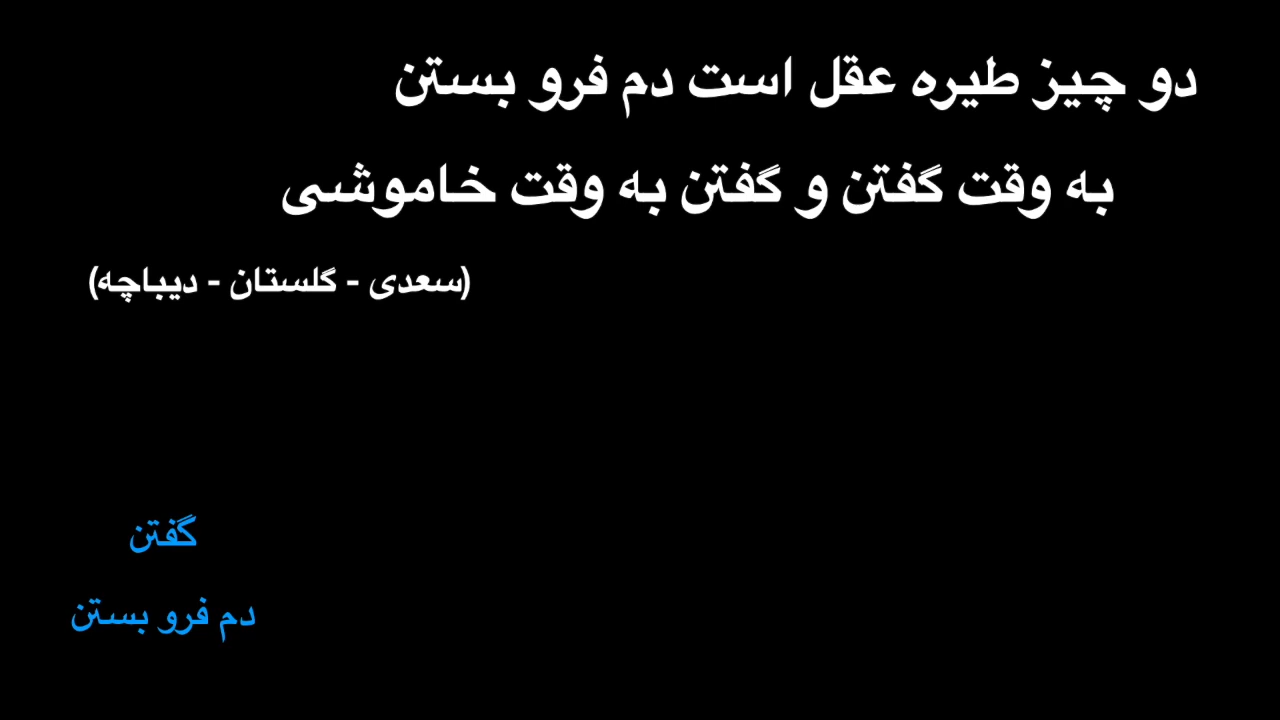 دو چیز طیره عقل است دم فرو بستن
به وقت گفتن و گفتن به وقت خاموشی
(سعدی - گلستان - دیباچه)
گفتن
دم فرو بستن